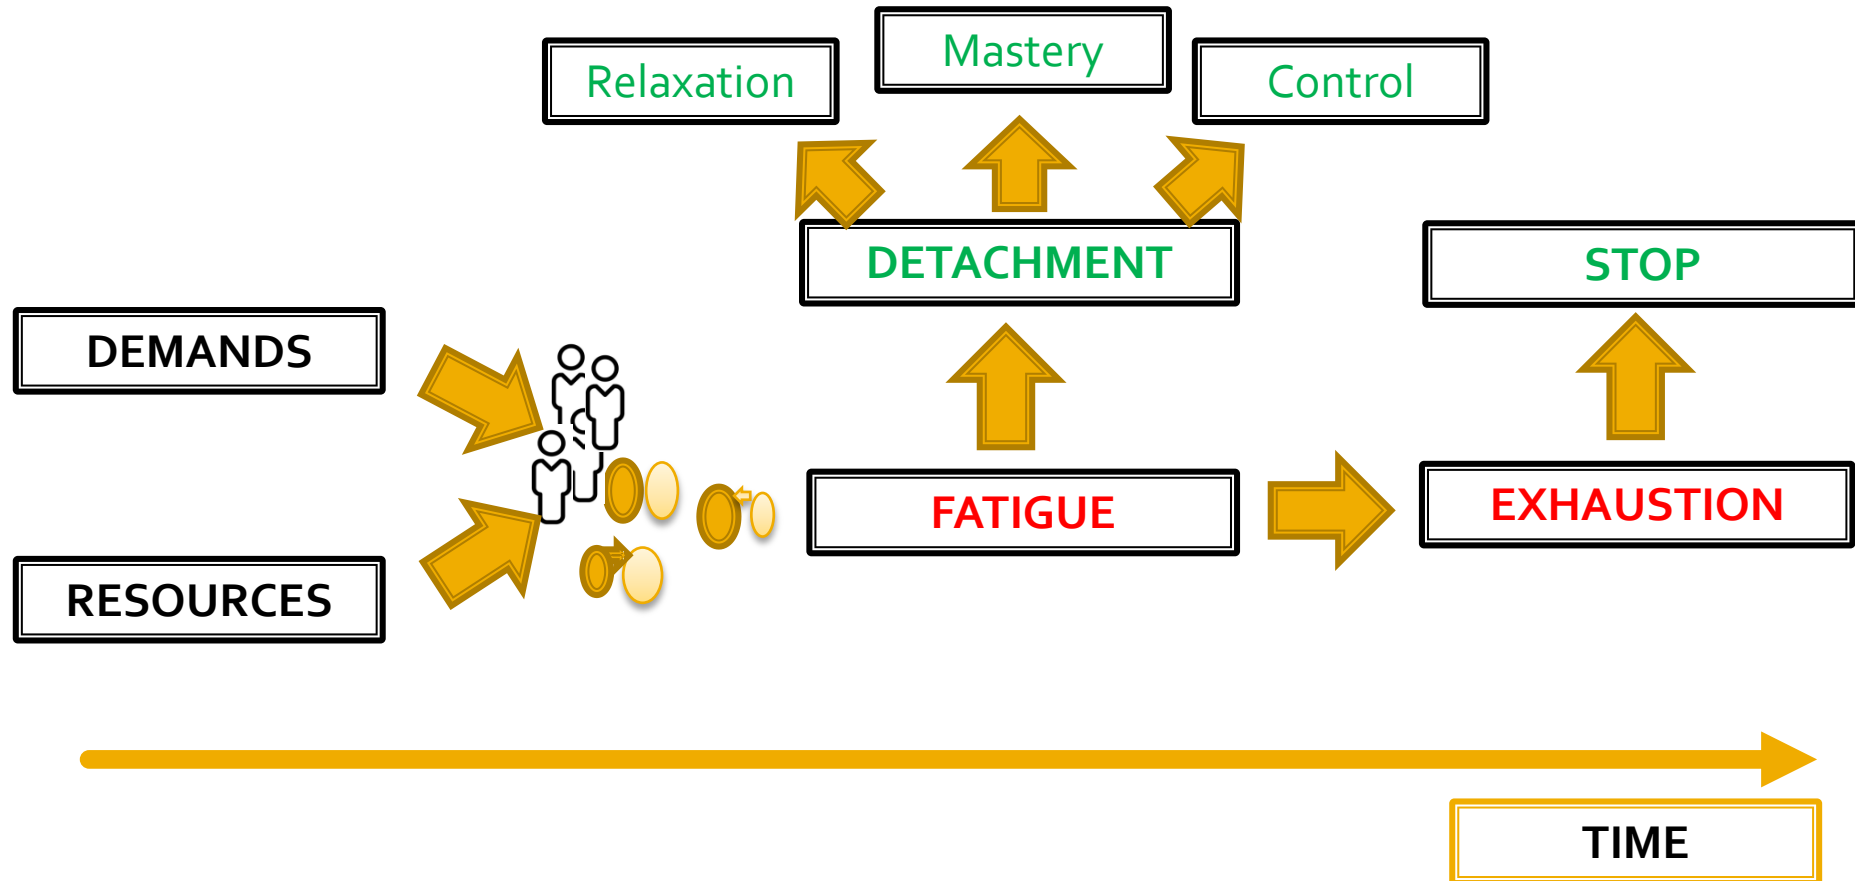 Relaxation
Mastery
Control
DETACHMENT
STOP
DEMANDS
FATIGUE
EXHAUSTION
RESOURCES
TIME